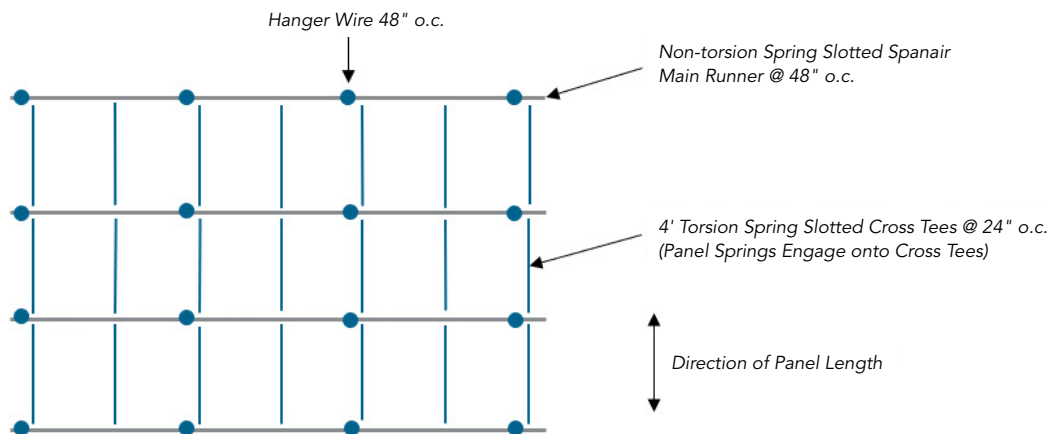 Hanger Wire 48" o.c.
Non-torsion Spring Slotted Spanair
Main Runner @ 48" o.c.
4' Torsion Spring Slotted Cross Tees @ 24" o.c.
(Panel Springs Engage onto Cross Tees)
Direction of Panel Length